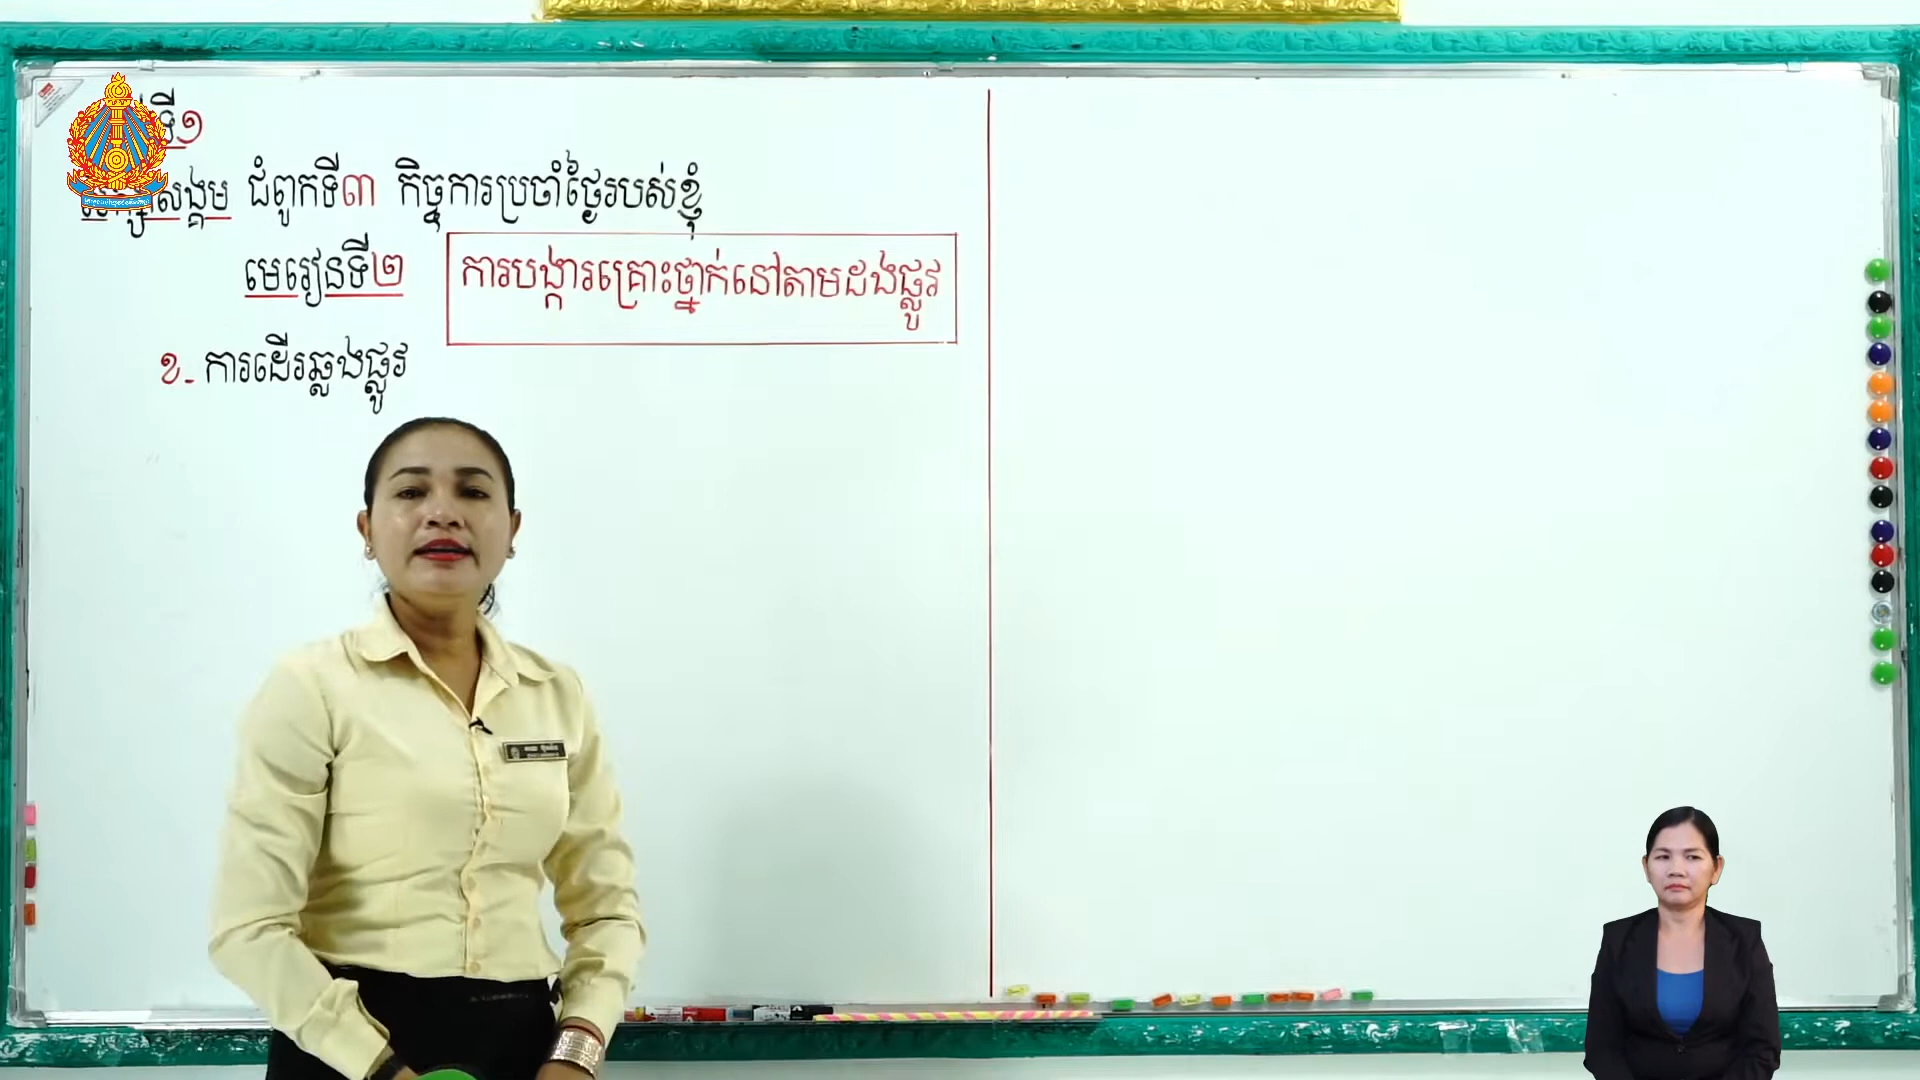 ទី១
សង្គម ជំពូកទី៣ កិច្ចការប្រចាំថ្ងៃរបស់ខ្ញុំ
មេរៀនទី២ ការបង្ការគ្រោះថ្នាក់នៅតាមដងផ្លូវ
ខ- ការដើរឆ្លងផ្លូវ